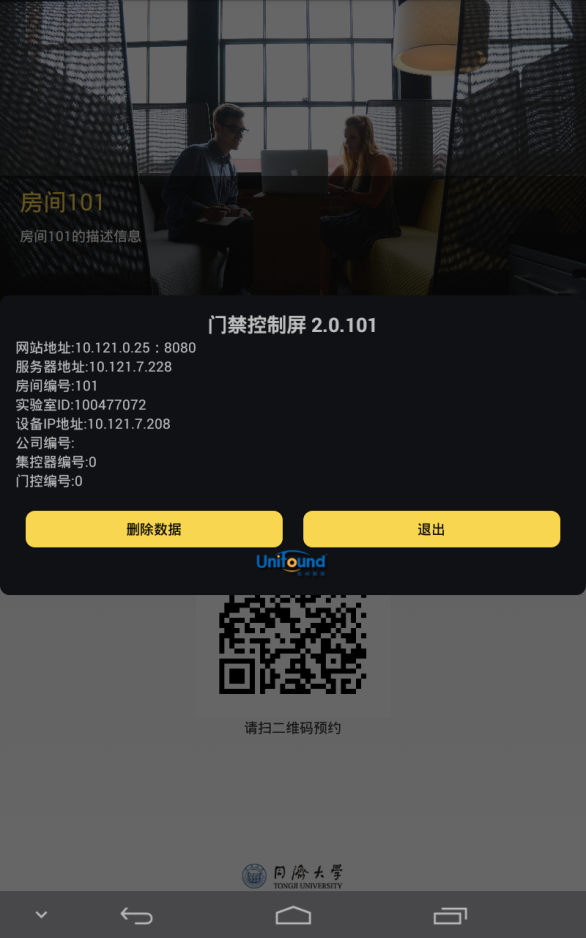 房间101
房间101的描述信息
门禁控制屏 2.0.101
网站地址:10.121.0.25：8080
服务器地址:10.121.7.228
房间编号:101
实验室ID:100477072
设备IP地址:10.121.7.208
公司编号:
集控器编号:0
门控编号:0
删除数据 退出
Unifound
请扫二维码预约
同濟大學
TONGJI UNIVERSITY